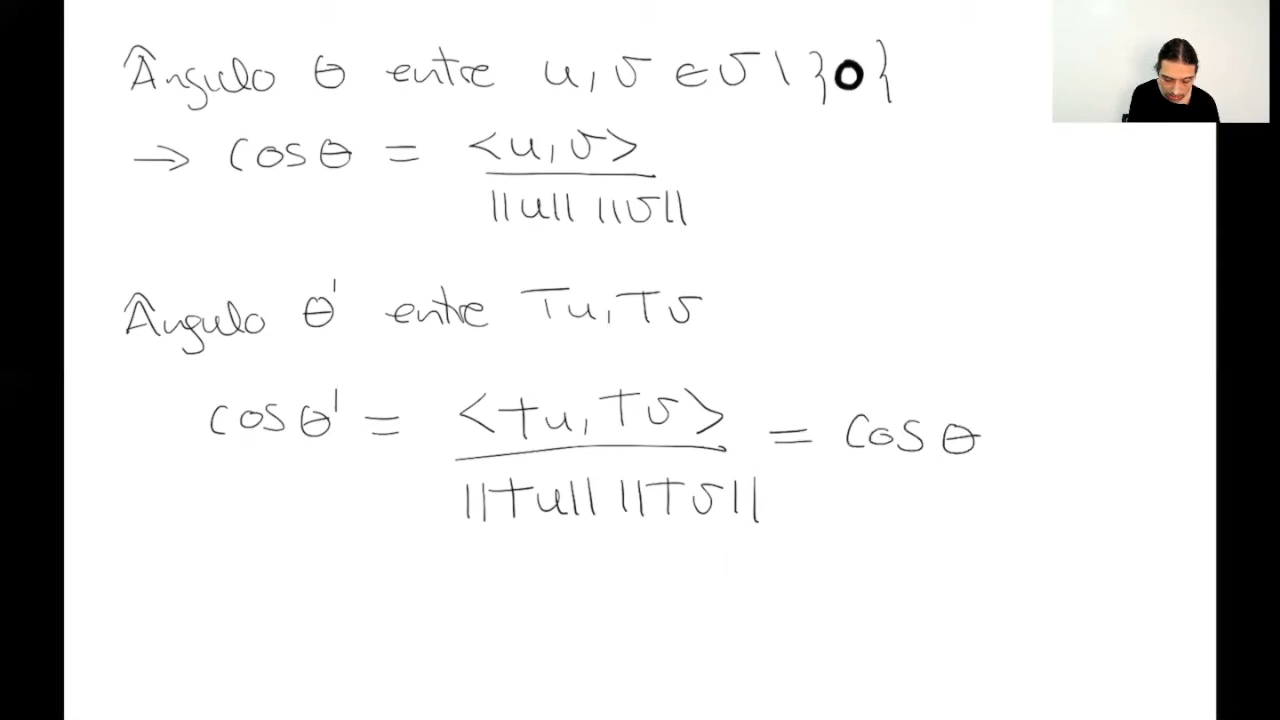 Ângulo θ entre u, v ∈ V \ {0}
→ cos θ = <u, v> / ||u|| ||v||
Ângulo θ' entre Tu, Tv
cos θ' = <Tu, Tv> / ||Tu|| ||Tv|| = cos θ